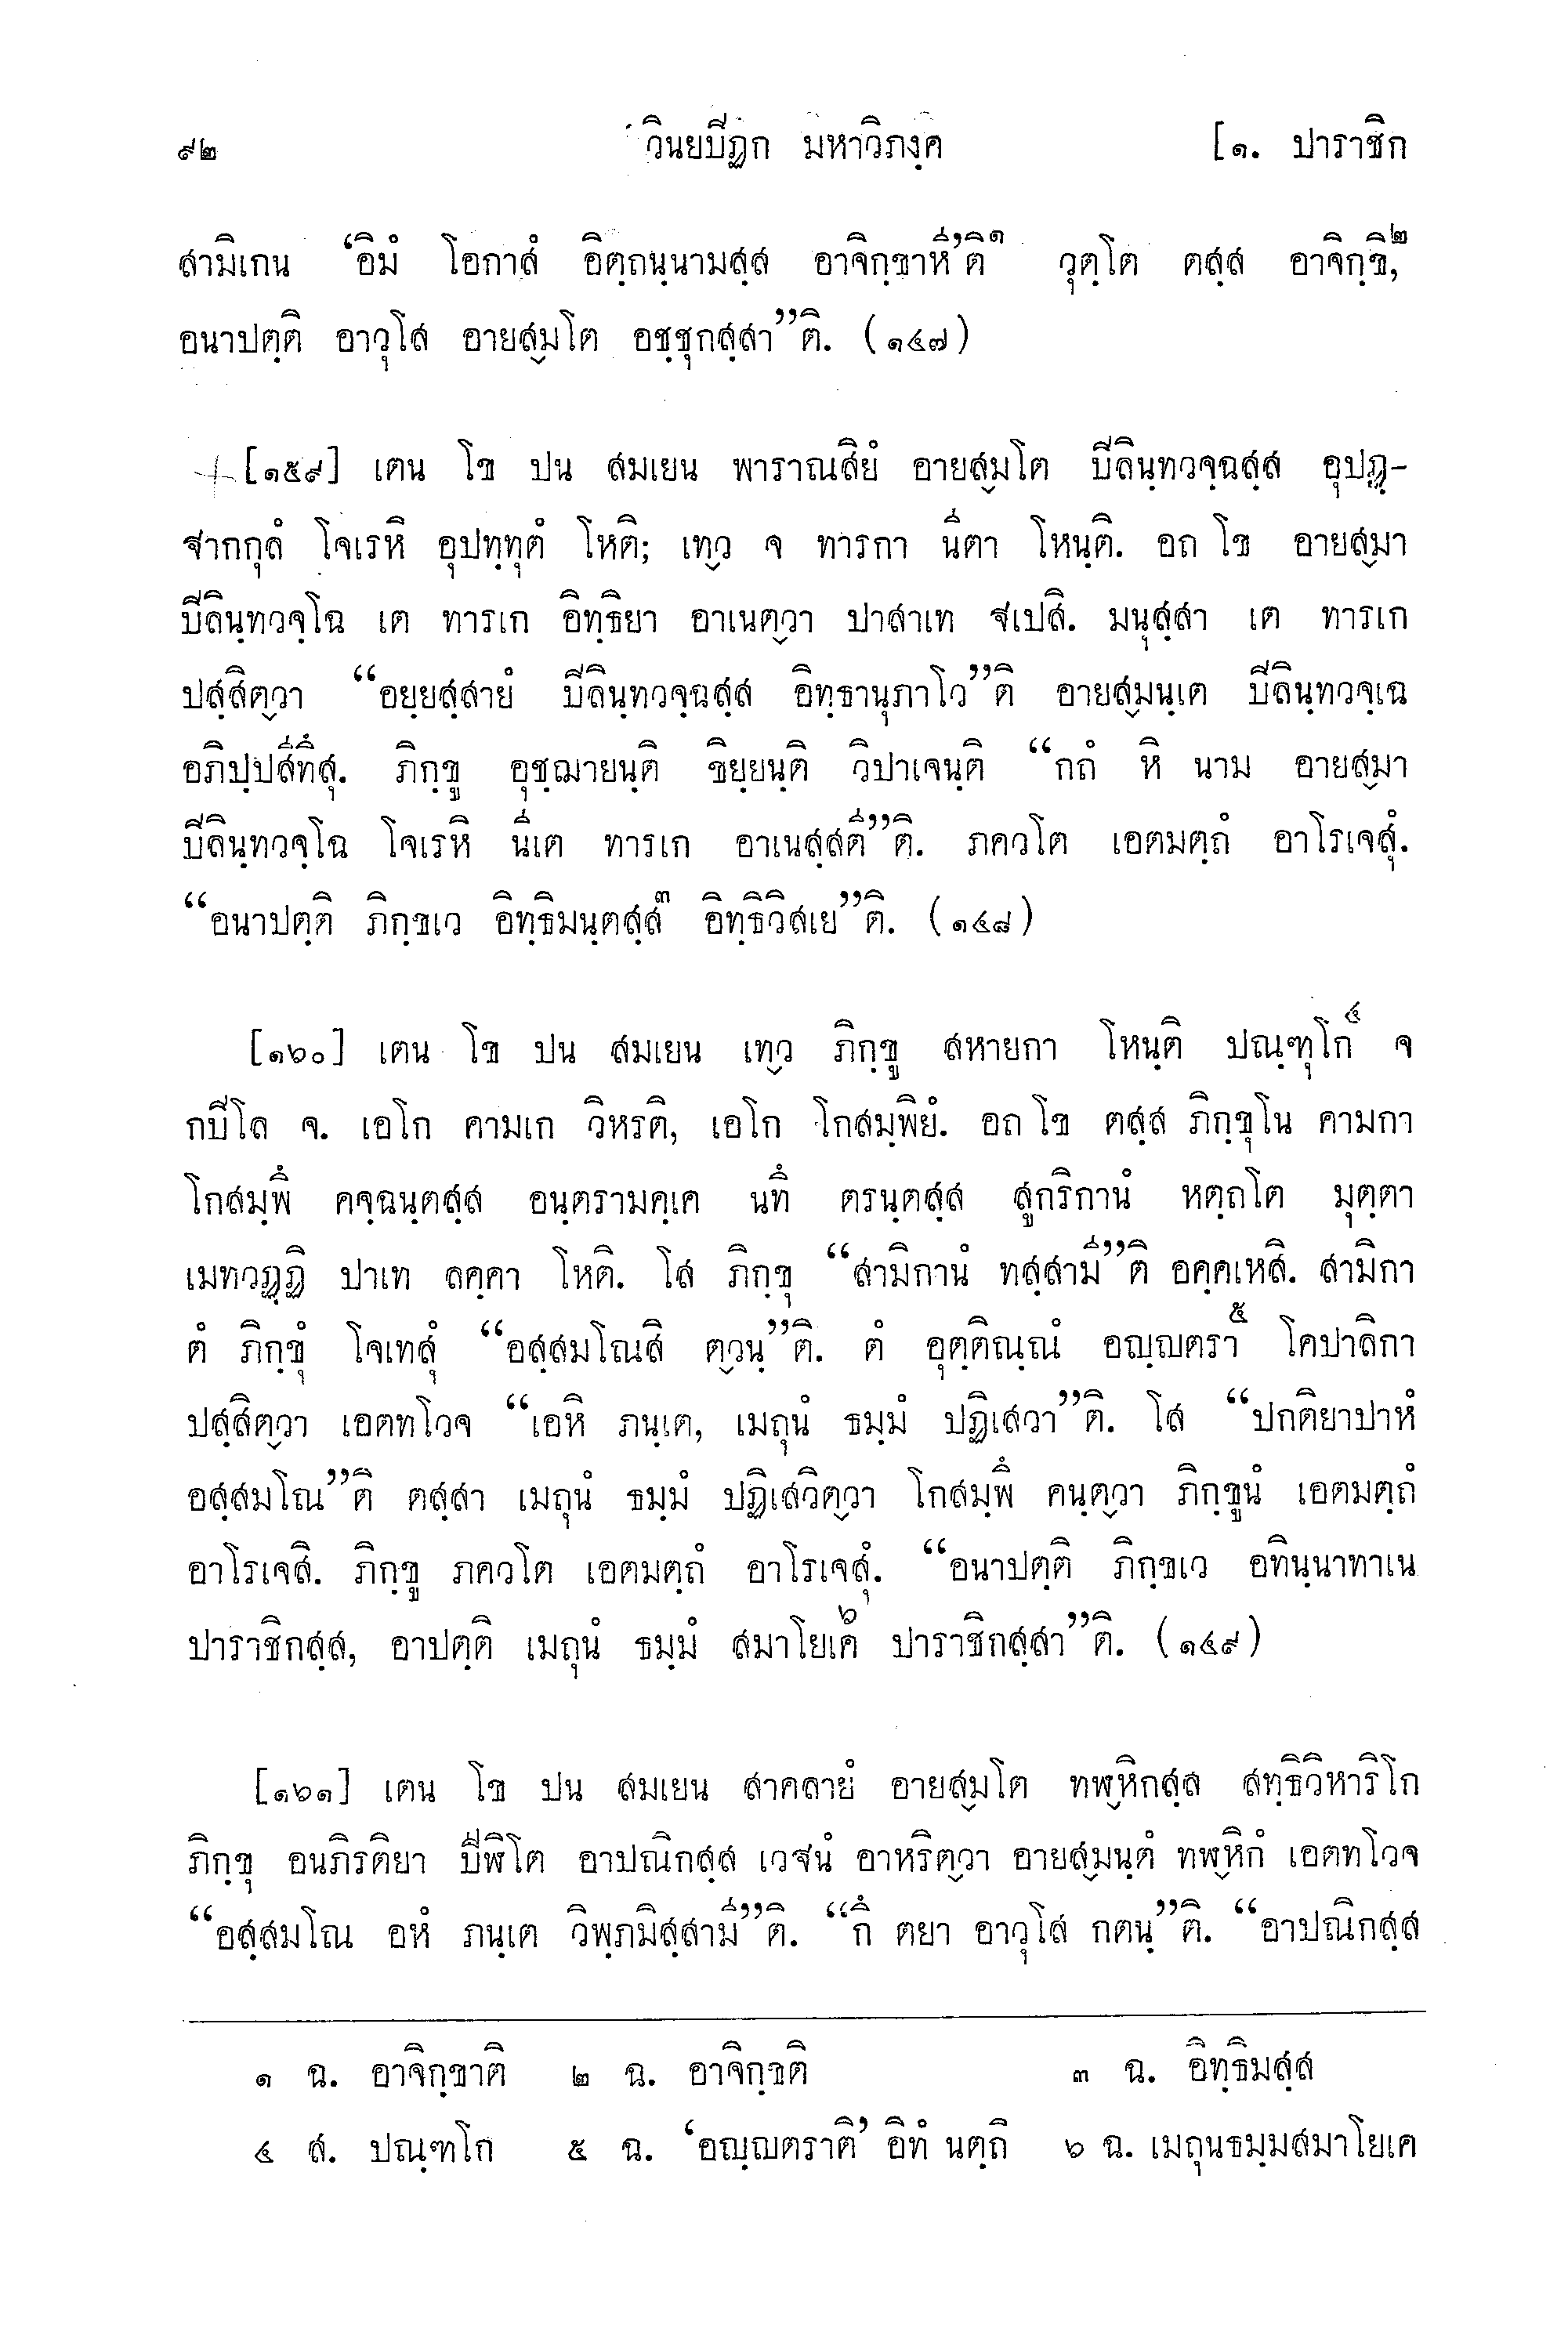 ๙๒ วินยปิฏก มหาวิภงฺค [๑. ปาราชิก
สามิเกน ‘อิมํ โอกาสํ อิตฺถนฺนามสฺส อาจิกฺขาหี’ติ๑ วุตฺโต ตสฺส อาจิกฺขิ,๒
อนาปตฺติ อาวุโส อายสฺมโต อชฺชุกสฺสา”ติ. (๑๔๗)
[๑๕๙] เตน โข ปน สมเยน พาราณสิยํ อายสฺมโต ปิลินฺทวจฺฉสฺส อุปฏฺ-
ฐากกุลํ โจเรหิ อุปทฺทุตํ โหติ; เทฺว จ ทารกา นีตา โหนฺติ. อถ โข อายสฺมา
ปิลินฺทวจฺโฉ เต ทารเก อิทฺธิยา อาเนตฺวา ปาสาเท ฐเปสิ. มนุสฺสา เต ทารเก
ปสฺสิตฺวา “อยฺยสฺสายํ ปิลินฺทวจฺฉสฺส อิทฺธานุภาโว”ติ อายสฺมนฺเต ปิลินฺทวจฺเฉ
อภิปฺปสีทึสุ. ภิกฺขู อุชฺฌายนฺติ ขิยฺยนฺติ วิปาเจนฺติ “กถํ หิ นาม อายสฺมา
ปิลินฺทวจฺโฉ โจเรหิ นีเต ทารเก อาเนสฺสตี”ติ. ภควโต เอตมตฺถํ อาโรเจสุํ.
“อนาปตฺติ ภิกฺขเว อิทฺธิมนฺตสฺส๓ อิทฺธิวิสเย”ติ. (๑๔๘)
[๑๖๐] เตน โข ปน สมเยน เทฺว ภิกฺขู สหายกา โหนฺติ ปณฺฑุโก๔ จ
กปิโล จ. เอโก คามเก วิหรติ, เอโก โกสมฺพิยํ. อถ โข ตสฺส ภิกฺขุโน คามกา
โกสมฺพึ คจฺฉนฺตสฺส อนฺตรามคฺเค นทึ ตรนฺตสฺส สูกริกานํ หตฺถโต มุตฺตา
เมทวฏฺฏิ ปาเท ลคฺคา โหติ. โส ภิกฺขุ “สามิกานํ ทสฺสามี”ติ อคฺคเหสิ. สามิกา
ตํ ภิกฺขุํ โจเทสุํ “อสฺสมโณสิ ตฺวนฺ”ติ. ตํ อุตฺติณฺณํ อญฺญตรา๕ โคปาลิกา
ปสฺสิตฺวา เอตทโวจ “เอหิ ภนฺเต, เมถุนํ ธมฺมํ ปฏิเสวา”ติ. โส “ปกติยาปาหํ
อสฺสมโณ”ติ ตสฺสา เมถุนํ ธมฺมํ ปฏิเสวิตฺวา โกสมฺพึ คนฺตฺวา ภิกฺขูนํ เอตมตฺถํ
อาโรเจสิ. ภิกฺขู ภควโต เอตมตฺถํ อาโรเจสุํ. “อนาปตฺติ ภิกฺขเว อทินฺนาทาเน
ปาราชิกสฺส, อาปตฺติ เมถุนํ ธมฺมํ สมาโยเค๖ ปาราชิกสฺสา”ติ. (๑๔๙)
[๑๖๑] เตน โข ปน สมเยน สาคลายํ อายสฺมโต ทพฺหิกสฺส สทฺธิวิหาริโก
ภิกฺขุ อนภิรติยา ปีฬิโต อาปณิกสฺส เวฐนํ อาหริตฺวา อายสฺมนฺตํ ทพฺหิกํ เอตทโวจ
“อสฺสมโณ อหํ ภนฺเต วิพฺภมิสฺสามี”ติ. “กึ ตยา อาวุโส กตนฺ”ติ. “อาปณิกสฺส
๑ ฉ. อาจิกฺขาติ ๒ ฉ. อาจิกฺขติ ๓ ฉ. อิทฺธิมสฺส
๔ สี. ปณฺฑโก ๕ ฉ. ‘อญฺญตราติ’ อิทํ นตฺถิ ๖ ฉ. เมถุนธมฺมสมาโยเค